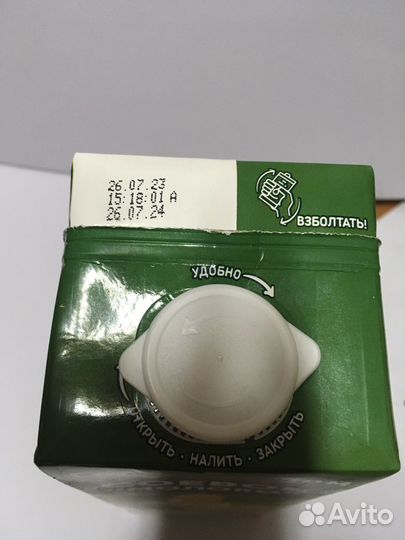 26.07.23
15:18:01 A
26.07.24
ВЗБОЛТАТЬ!
УДОБНО
ОТКРЫТЬ · НАЛИТЬ · ЗАКРЫТЬ
Avito